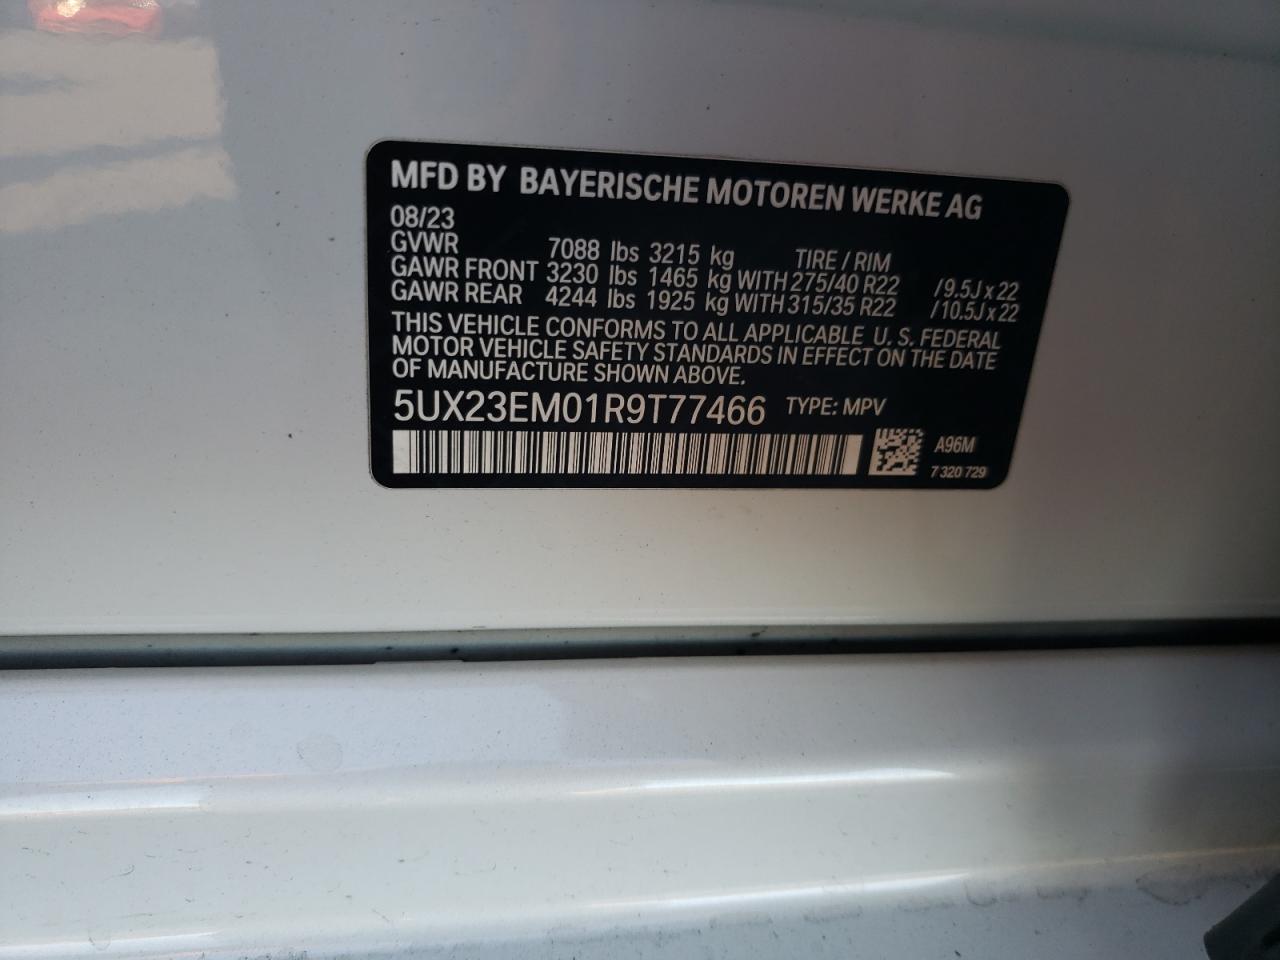 MFD BY BAYERISCHE MOTOREN WERKE AG
08/23
GVWR 7088 lbs 3215 kg TIRE / RIM
GAWR FRONT 3230 lbs 1465 kg WITH 275/40 R22 /9.5J x 22
GAWR REAR 4244 lbs 1925 kg WITH 315/35 R22 /10.5J x 22
THIS VEHICLE CONFORMS TO ALL APPLICABLE U. S. FEDERAL
MOTOR VEHICLE SAFETY STANDARDS IN EFFECT ON THE DATE
OF MANUFACTURE SHOWN ABOVE.
5UX23EM01R9T77466 TYPE: MPV
A96M
7 320 729